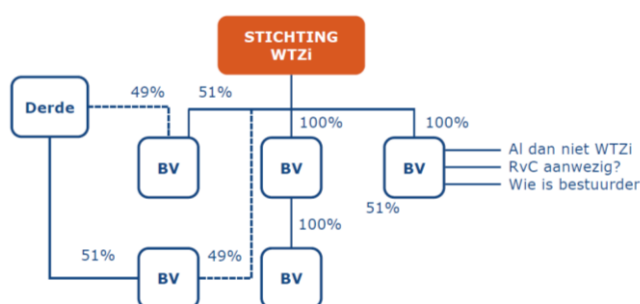 STICHTING
WTZi
Derde
49%
51%
100%
100%
BV
BV
BV
Al dan niet WTZi
RvC aanwezig?
Wie is bestuurder
51%
100%
51%
49%
BV
BV